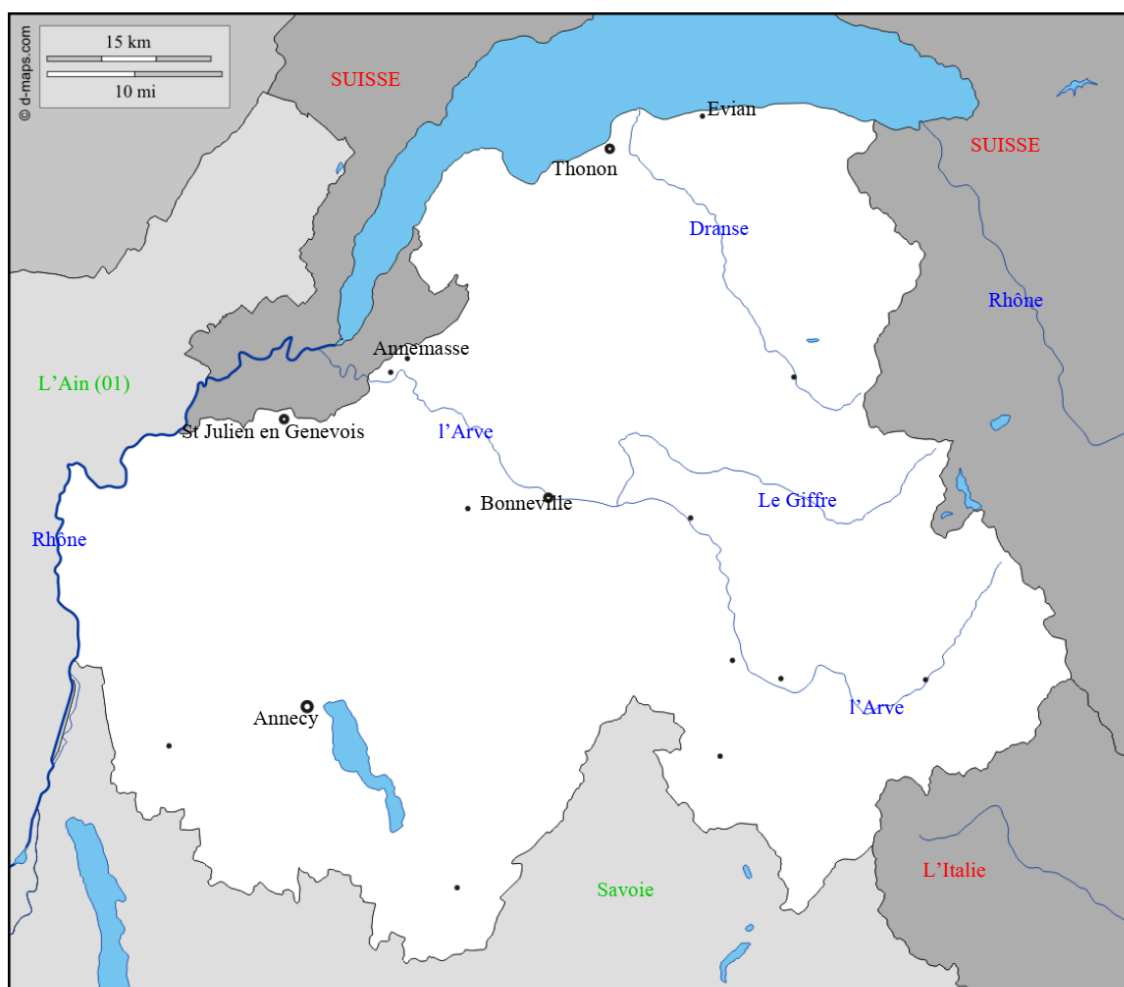 © d-maps.com
15 km
10 mi
SUISSE
Evian
SUISSE
Thonon
Dranse
Rhône
Annemasse
L'Ain (01)
St Julien en Genevois
l'Arve
Bonneville
Le Giffre
Rhône
l'Arve
Annecy
L'Italie
Savoie